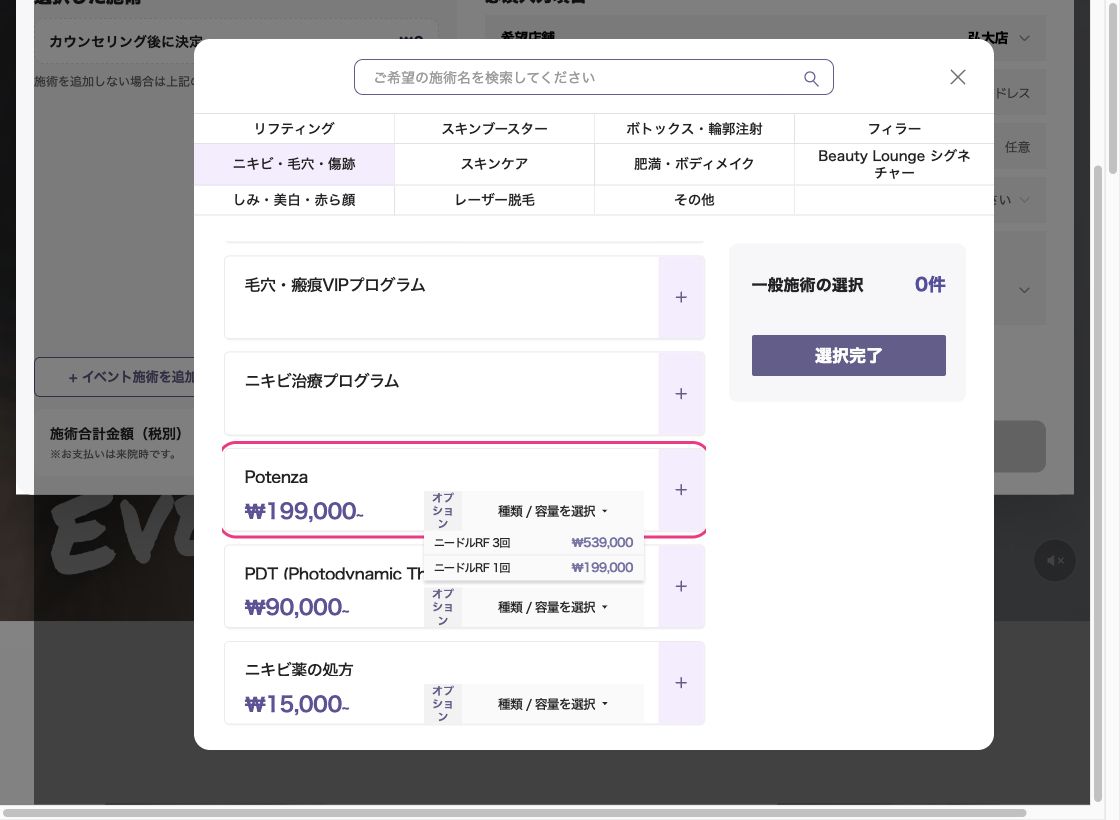 選択した施術
カウンセリング後に決定
₩0
施術を追加しない場合は上記の
希望店舗
弘大店
ドレス
任意
さい
ご希望の施術名を検索してください
リフティング
スキンブースター
ボトックス・輪郭注射
フィラー
ニキビ・毛穴・傷跡
スキンケア
肥満・ボディメイク
Beauty Lounge シグネ
チャー
しみ・美白・赤ら顔
レーザー脱毛
その他
毛穴・瘢痕VIPプログラム
+
一般施術の選択
0件
選択完了
ニキビ治療プログラム
+
+ イベント施術を追加
施術合計金額（税別）
※お支払いは来院時です。
Potenza
₩199,000~
オプ
ショ
ン
種類 / 容量を選択
+
ニードルRF 3回
₩539,000
ニードルRF 1回
₩199,000
PDT (Photodynamic Th
₩90,000~
オプ
ショ
ン
種類 / 容量を選択
+
ニキビ薬の処方
₩15,000~
オプ
ショ
ン
種類 / 容量を選択
+
EVE